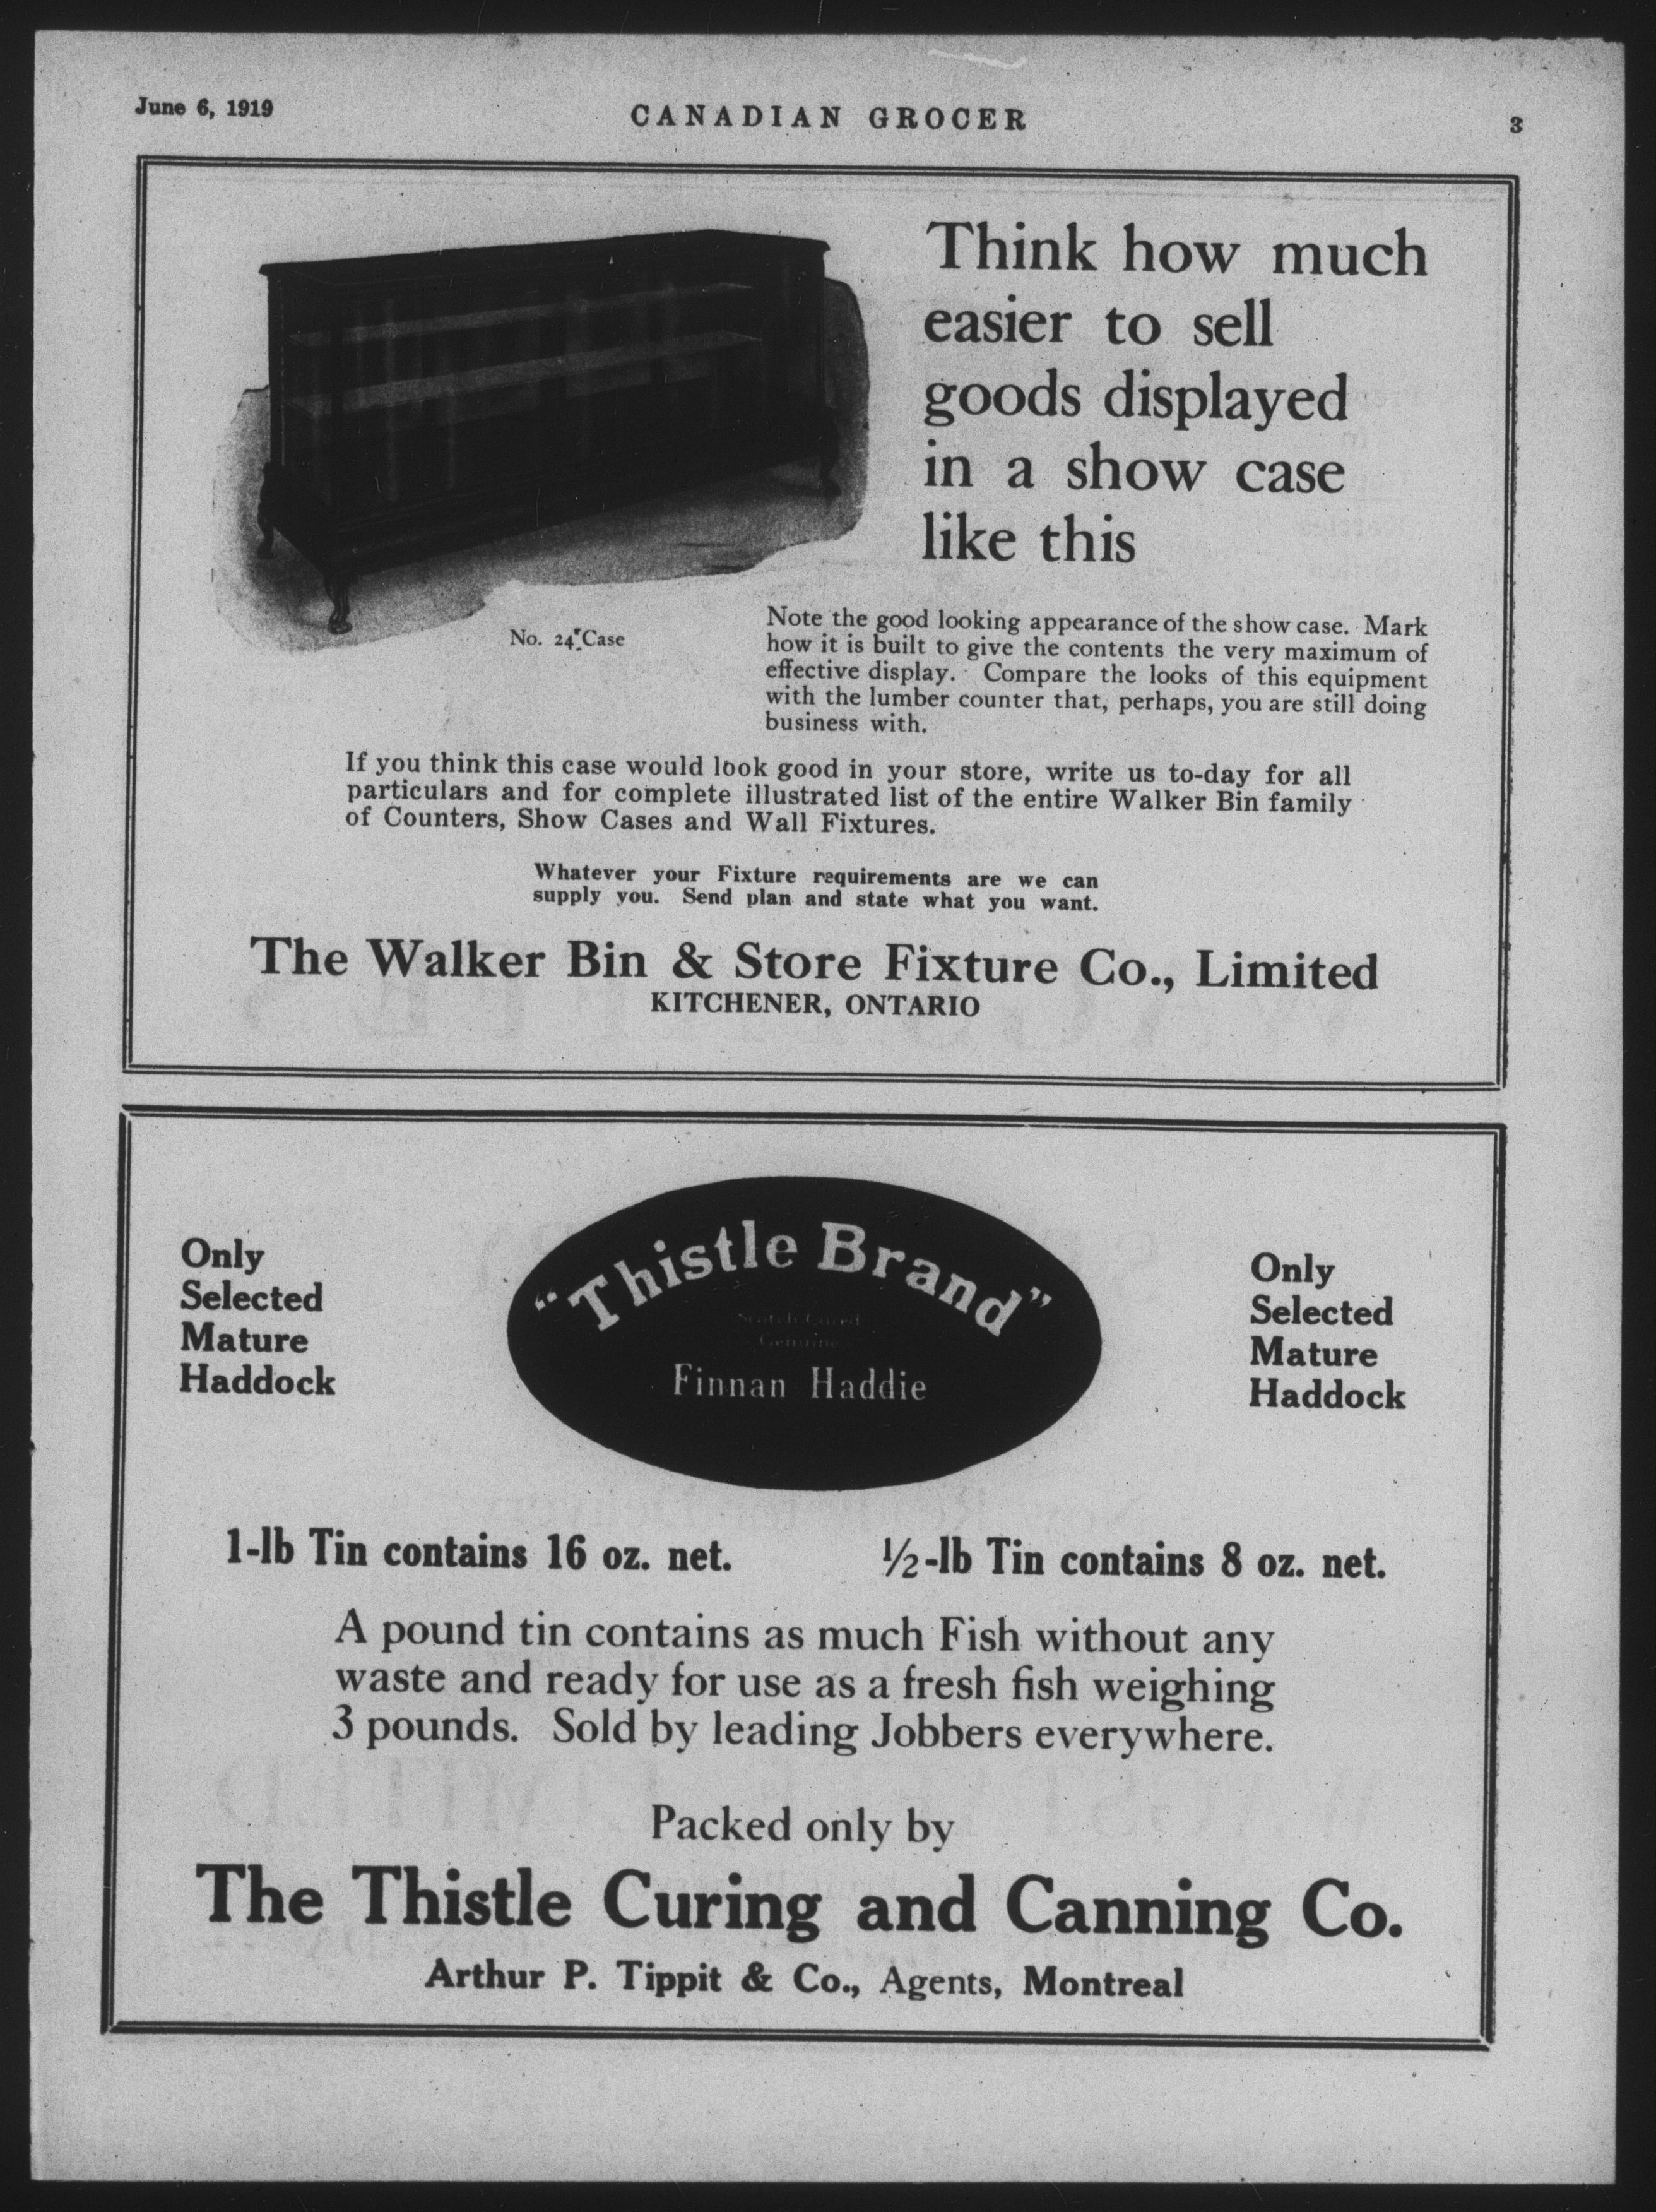 June 6, 1919
CANADIAN GROCER
3
Think how much
easier to sell
goods displayed
in a show case
like this
No. 24 Case
Note the good looking appearance of the show case. Mark
how it is built to give the contents the very maximum of
effective display. Compare the looks of this equipment
with the lumber counter that, perhaps, you are still doing
business with.
If you think this case would look good in your store, write us to-day for all
particulars and for complete illustrated list of the entire Walker Bin family
of Counters, Show Cases and Wall Fixtures.
Whatever your Fixture requirements are we can
supply you. Send plan and state what you want.
The Walker Bin & Store Fixture Co., Limited
KITCHENER, ONTARIO
Only
Selected
Mature
Haddock
"Thistle Brand"
Scotch Cured
Genuine
Finnan Haddie
Only
Selected
Mature
Haddock
1-lb Tin contains 16 oz. net.
½-lb Tin contains 8 oz. net.
A pound tin contains as much Fish without any
waste and ready for use as a fresh fish weighing
3 pounds. Sold by leading Jobbers everywhere.
Packed only by
The Thistle Curing and Canning Co.
Arthur P. Tippit & Co., Agents, Montreal